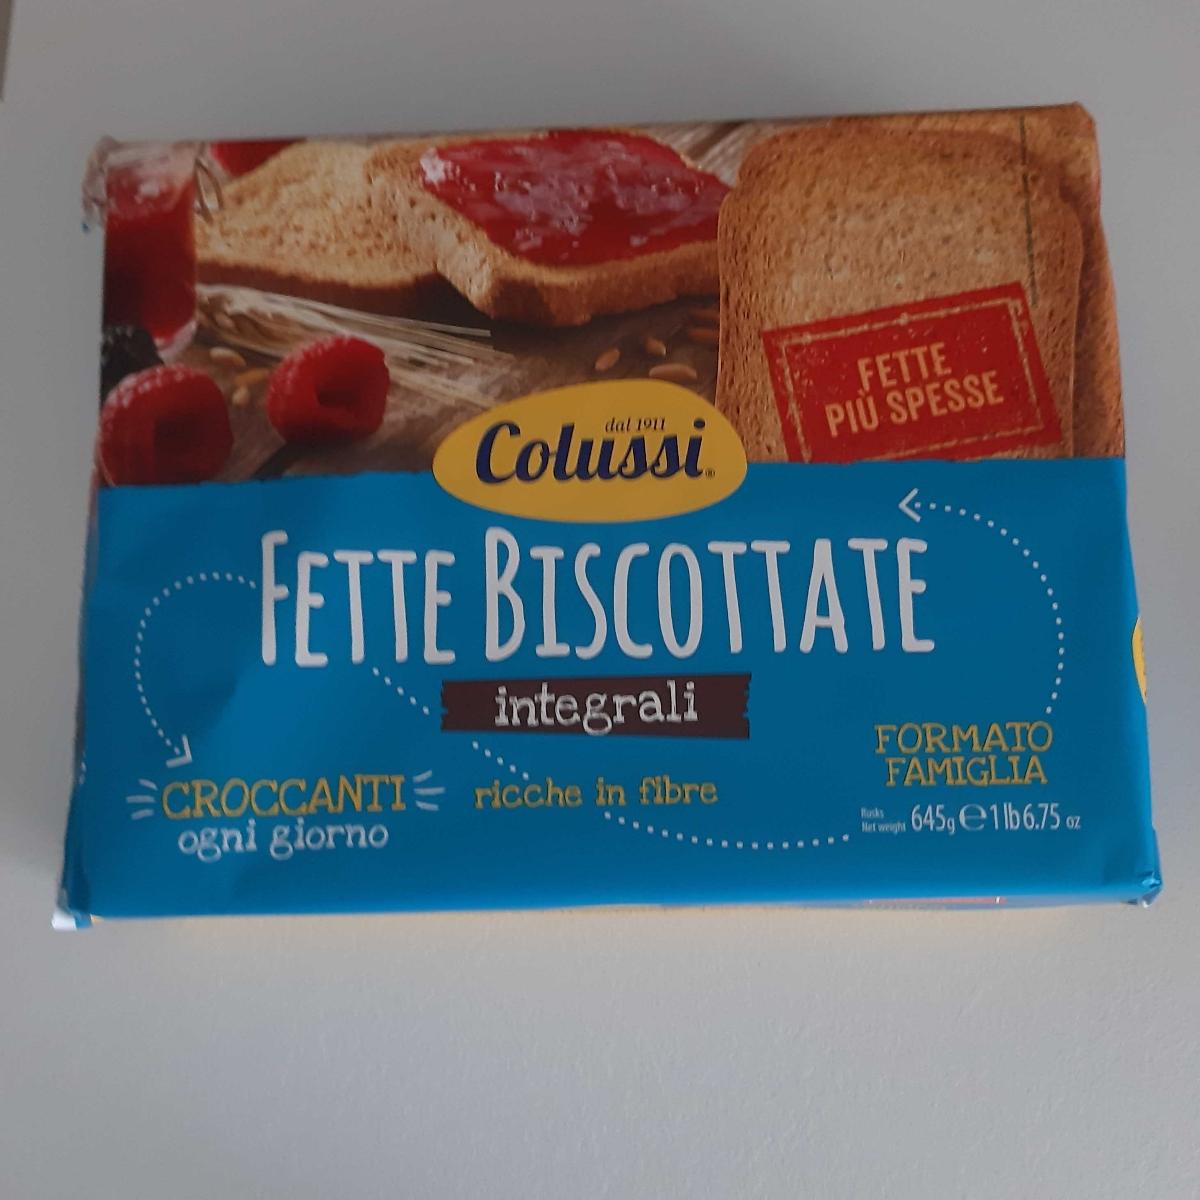 FETTE
PIÙ SPESSE
dal 1911
Colussi®
FETTE BISCOTTATE
integrali
CROCCANTI
ogni giorno
ricche in fibre
FORMATO
FAMIGLIA
Rusks
Net weight 645g ℮ 1 lb 6.75 oz